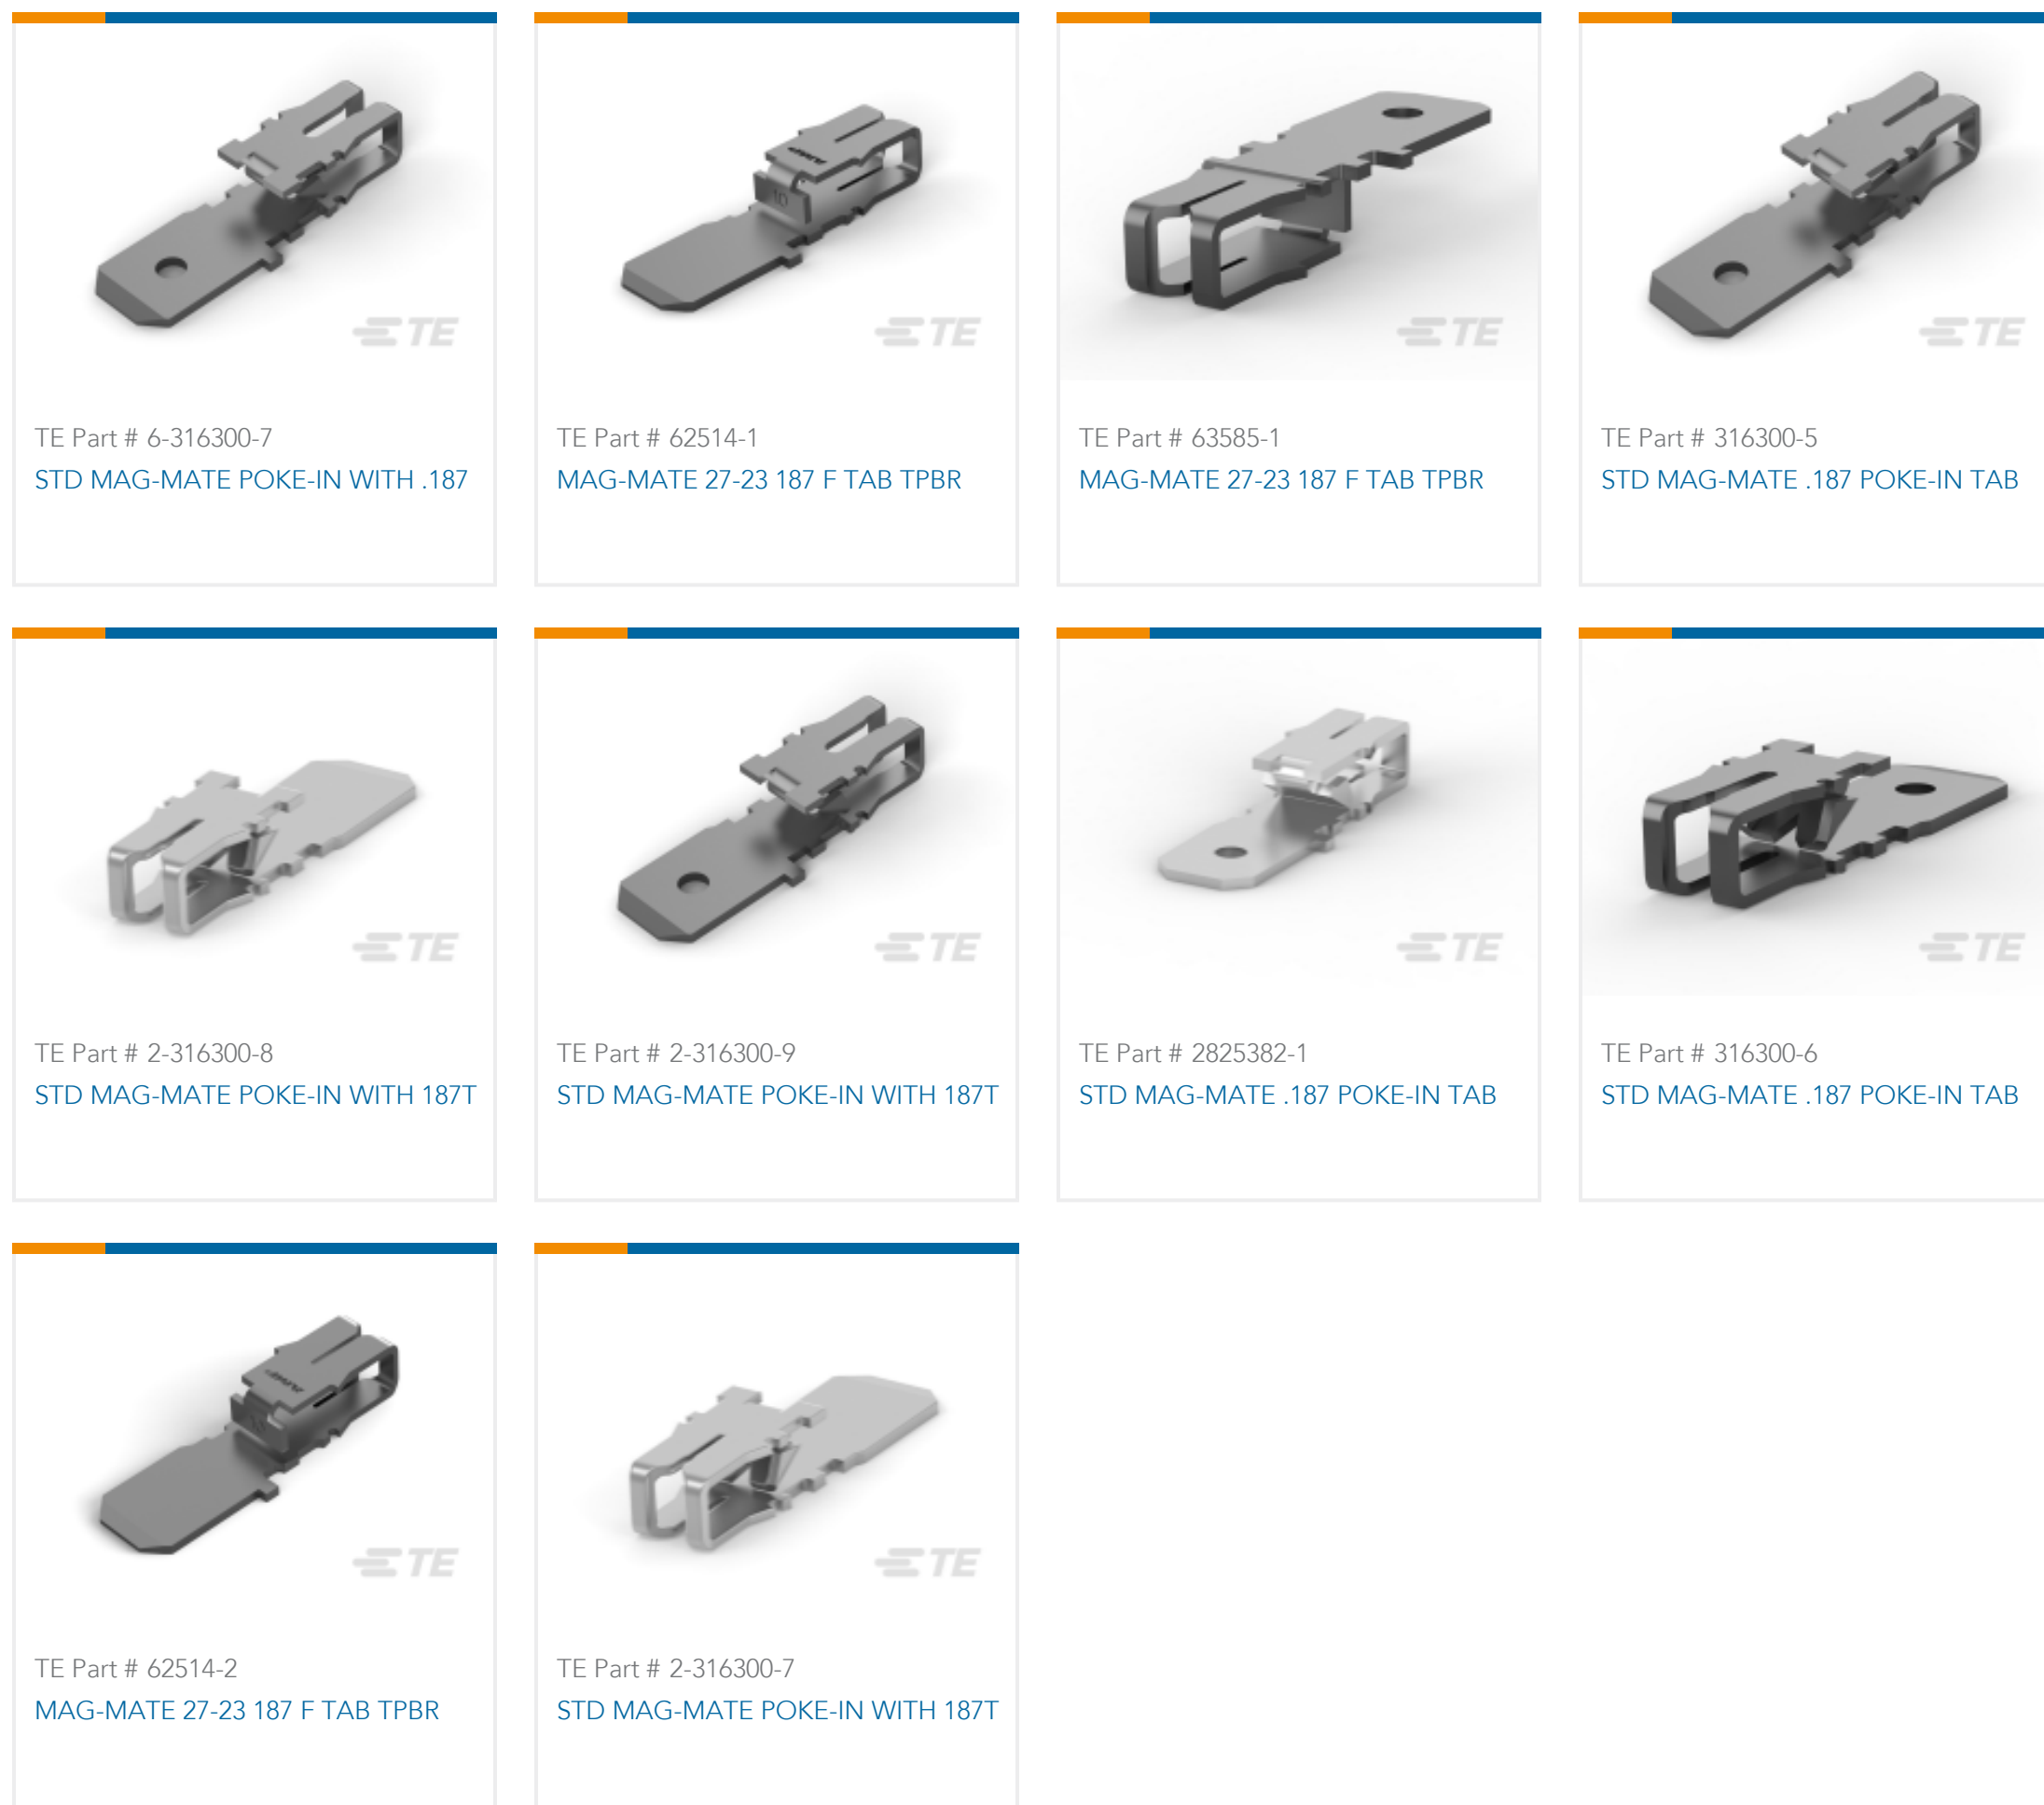 TE
TE Part # 6-316300-7
STD MAG-MATE POKE-IN WITH .187
AMP
10
TE
TE Part # 62514-1
MAG-MATE 27-23 187 F TAB TPBR
TE
TE Part # 63585-1
MAG-MATE 27-23 187 F TAB TPBR
TE
TE Part # 316300-5
STD MAG-MATE .187 POKE-IN TAB
TE
TE Part # 2-316300-8
STD MAG-MATE POKE-IN WITH 187T
TE
TE Part # 2-316300-9
STD MAG-MATE POKE-IN WITH 187T
TE
TE Part # 2825382-1
STD MAG-MATE .187 POKE-IN TAB
TE
TE Part # 316300-6
STD MAG-MATE .187 POKE-IN TAB
TE
TE Part # 62514-2
MAG-MATE 27-23 187 F TAB TPBR
TE
TE Part # 2-316300-7
STD MAG-MATE POKE-IN WITH 187T